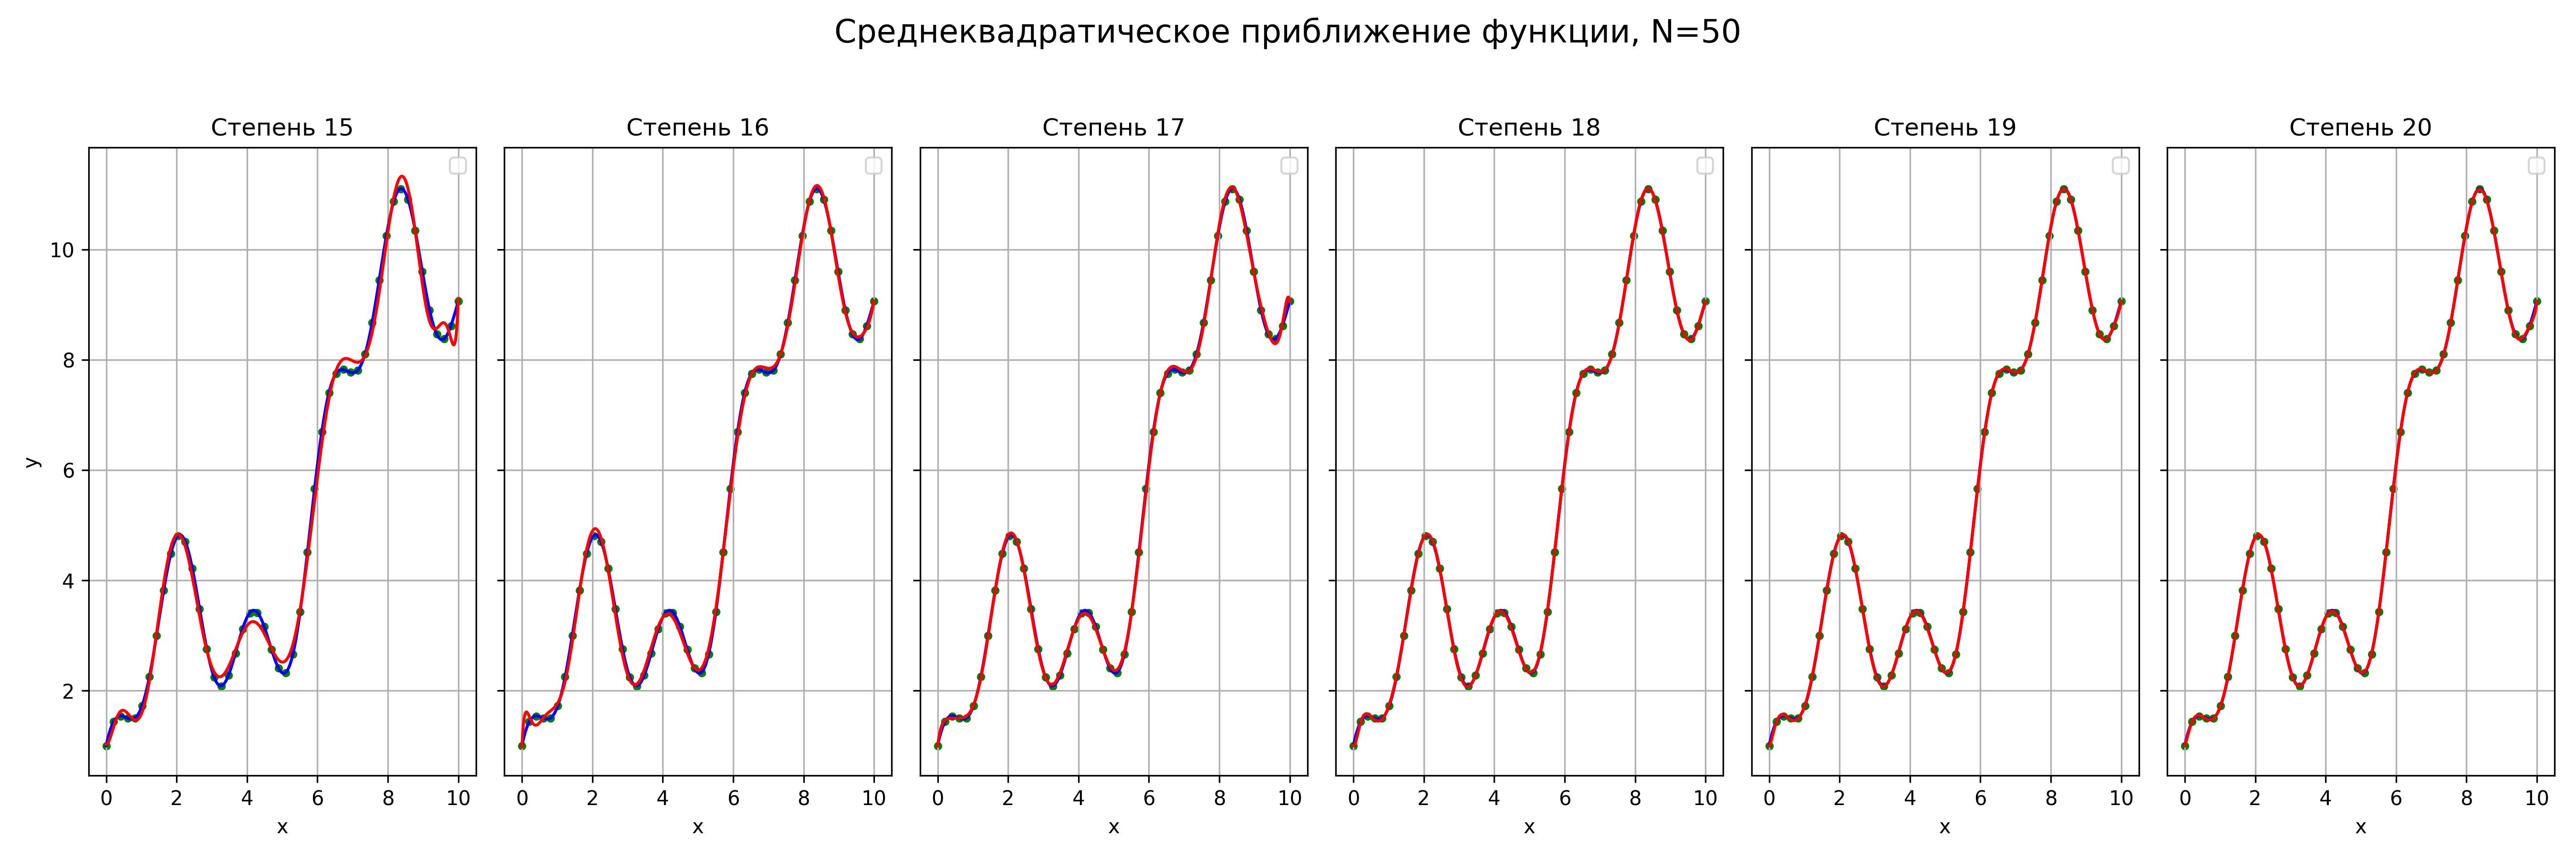 Среднеквадратическое приближение функции, N=50
Степень 15
Степень 16
Степень 17
Степень 18
Степень 19
Степень 20
y
10
8
6
4
2
0 2 4 6 8 10
0 2 4 6 8 10
0 2 4 6 8 10
0 2 4 6 8 10
0 2 4 6 8 10
0 2 4 6 8 10
x
x
x
x
x
x